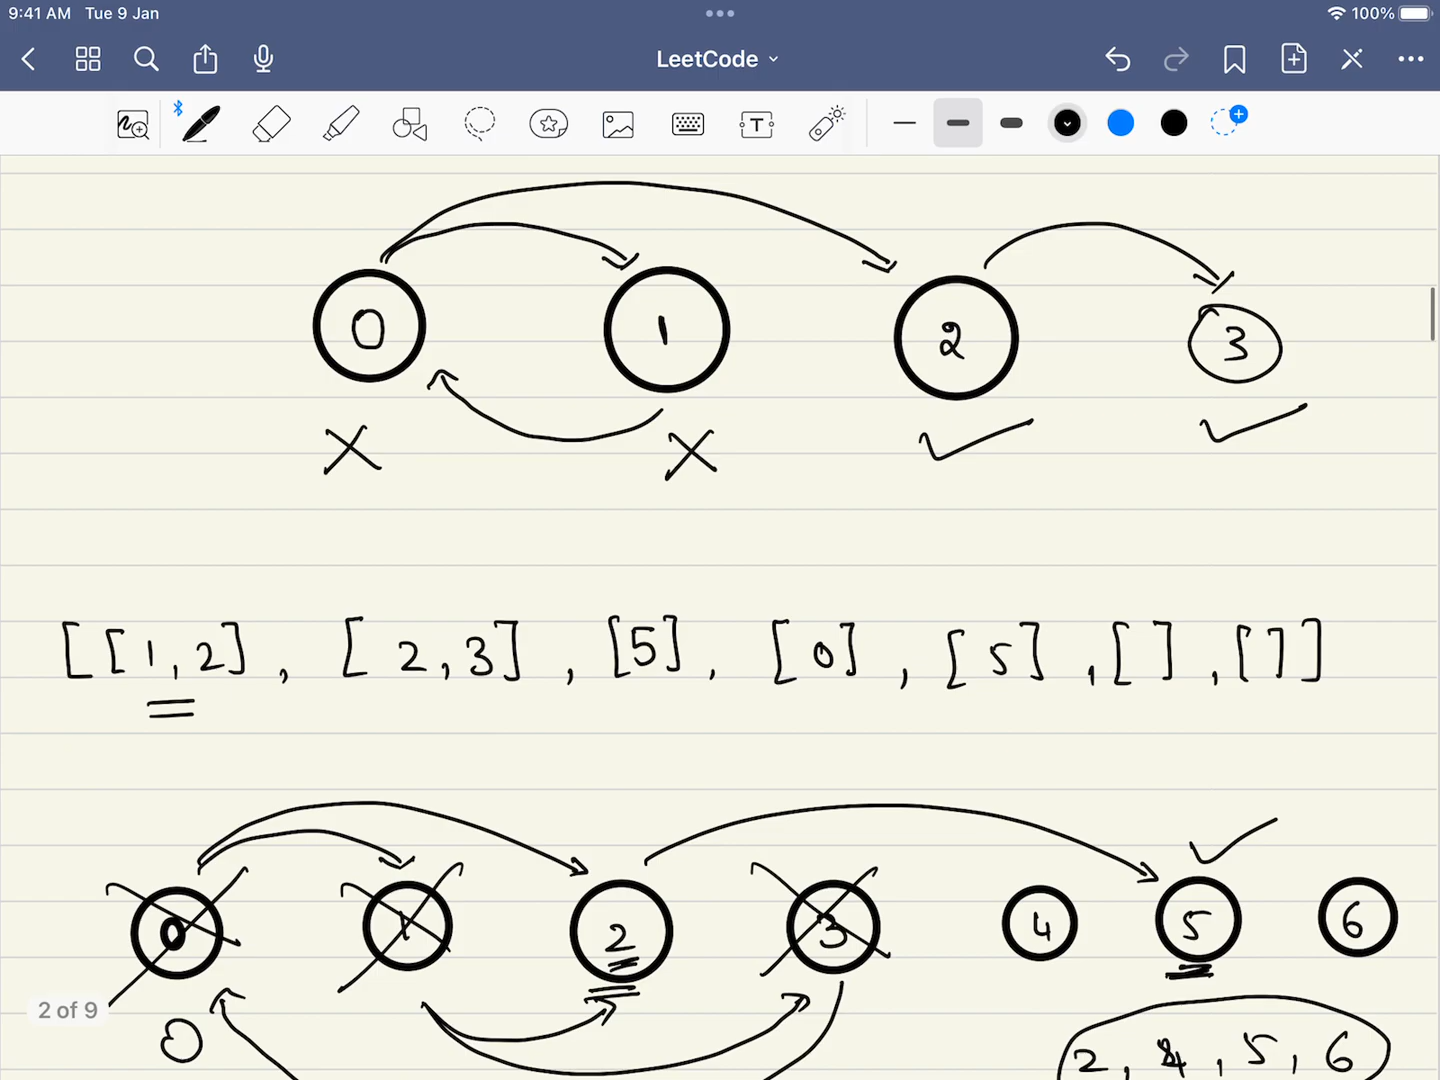 9:41 AM Tue 9 Jan
100%
LeetCode
T
0 1 2 3
[[1,2], [2,3], [5], [0], [5], [], []]
0 1 2 3 4 5 6
2 of 9
0
2, 4, 5, 6